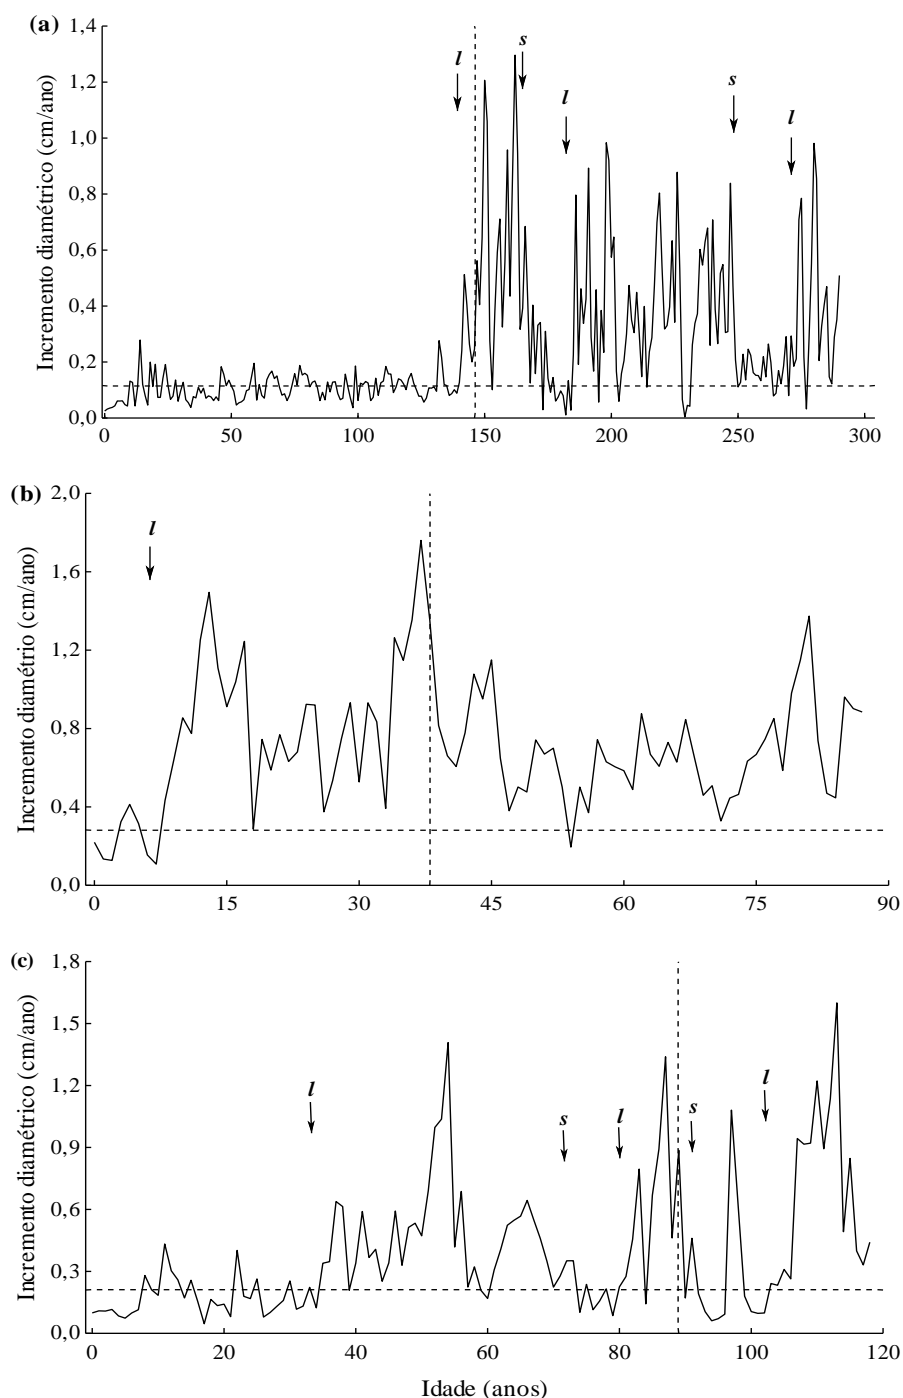 (a)
Incremento diamétrico (cm/ano)
1,4
1,2
1,0
0,8
0,6
0,4
0,2
0,0
l
s
l
s
l
0 50 100 150 200 250 300
(b)
Incremento diamétrio (cm/ano)
2,0
1,6
1,2
0,8
0,4
0,0
l
0 15 30 45 60 75 90
(c)
Incremento diamétrico (cm/ano)
1,8
1,5
1,2
0,9
0,6
0,3
0,0
l
s
l
s
l
0 20 40 60 80 100 120
Idade (anos)